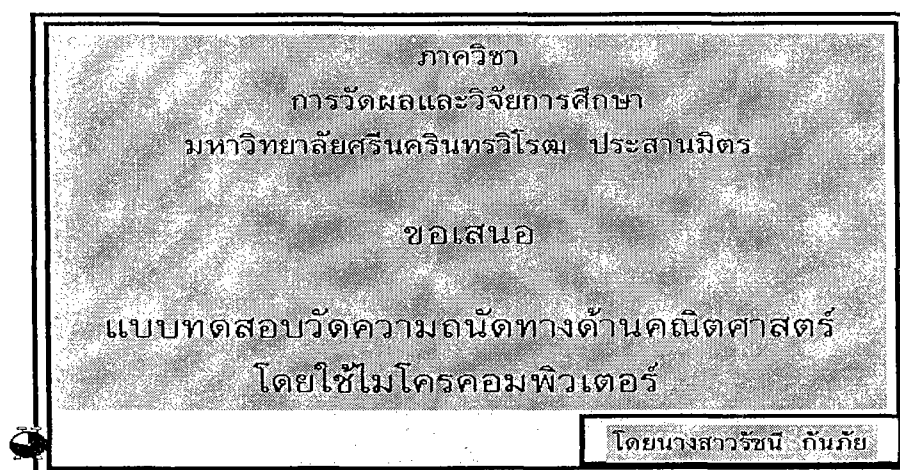 ภาควิชา
การวัดผลและวิจัยการศึกษา
มหาวิทยาลัยศรีนครินทรวิโรฒ ประสานมิตร
ขอเสนอ
แบบทดสอบวัดความถนัดทางด้านคณิตศาสตร์
โดยใช้ไมโครคอมพิวเตอร์
โดยนางสาวรัชนี กันภัย